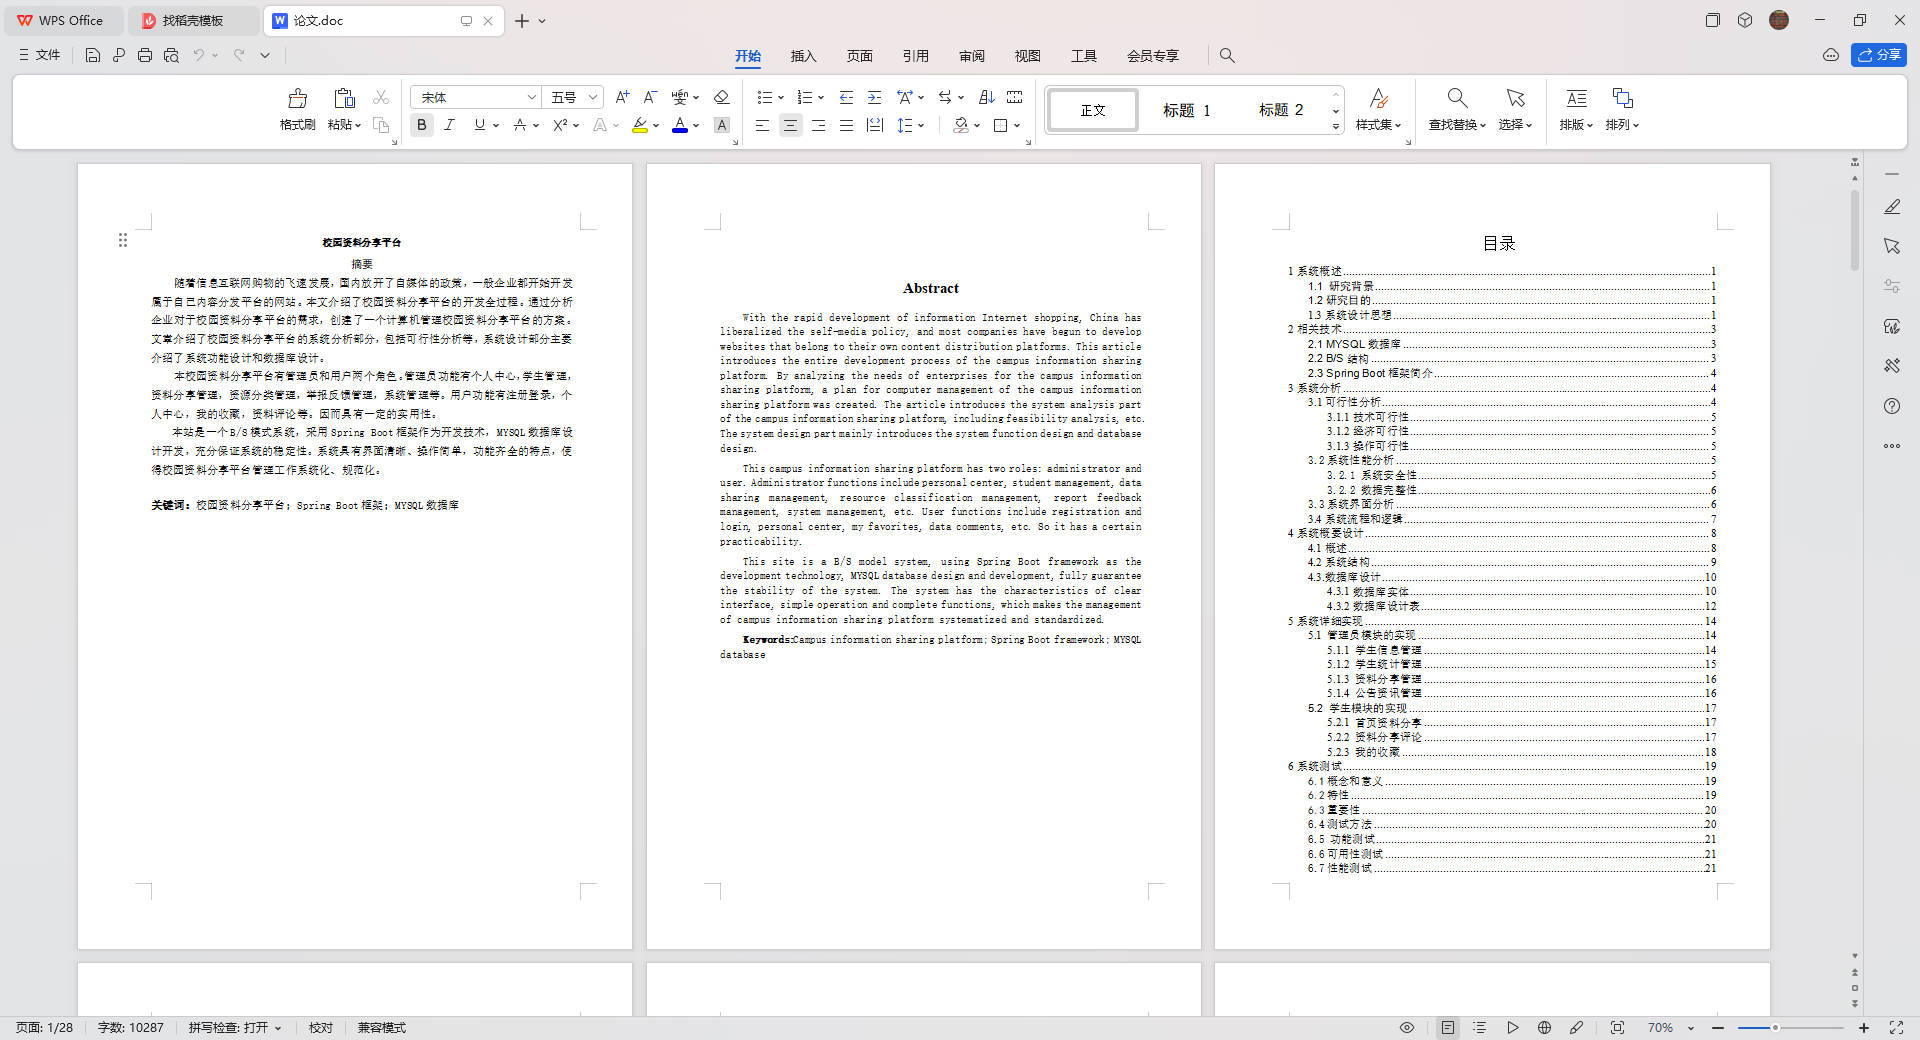 WPS Office
找稻壳模板
论文.doc
文件
开始
插入
页面
引用
审阅
视图
工具
会员专享
分享
格式刷
粘贴
宋体
五号
正文
标题 1
标题 2
样式集
查找替换
选择
排版
排列
校园资料分享平台
摘要
随着信息互联网购物的飞速发展，国内放开了自媒体的政策，一般企业都开始开发
属于自己内容分发平台的网站。本文介绍了校园资料分享平台的开发全过程。通过分析
企业对于校园资料分享平台的需求，创建了一个计算机管理校园资料分享平台的方案。
文章介绍了校园资料分享平台的系统分析部分，包括可行性分析等，系统设计部分主要
介绍了系统功能设计和数据库设计。
本校园资料分享平台有管理员和用户两个角色。管理员功能有个人中心，学生管理，
资料分享管理，资源分类管理，举报反馈管理，系统管理等。用户功能有注册登录，个
人中心，我的收藏，资料评论等。因而具有一定的实用性。
本站是一个B/S模式系统，采用Spring Boot框架作为开发技术，MYSQL数据库设
计开发，充分保证系统的稳定性。系统具有界面清晰、操作简单，功能齐全的特点，使
得校园资料分享平台管理工作系统化、规范化。
关键词：校园资料分享平台；Spring Boot框架；MYSQL数据库
Abstract
With the rapid development of information Internet shopping, China has
liberalized the self-media policy, and most companies have begun to develop
websites that belong to their own content distribution platforms. This article
introduces the entire development process of the campus information sharing
platform. By analyzing the needs of enterprises for the campus information
sharing platform, a plan for computer management of the campus information
sharing platform was created. The article introduces the system analysis part
of the campus information sharing platform, including feasibility analysis, etc.
The system design part mainly introduces the system function design and database
design.
This campus information sharing platform has two roles: administrator and
user. Administrator functions include personal center, student management, data
sharing management, resource classification management, report feedback
management, system management, etc. User functions include registration and
login, personal center, my favorites, data comments, etc. So it has a certain
practicability.
This site is a B/S model system, using Spring Boot framework as the
development technology, MYSQL database design and development, fully guarantee
the stability of the system. The system has the characteristics of clear
interface, simple operation and complete functions, which makes the management
of campus information sharing platform systematized and standardized.
Keywords:Campus information sharing platform; Spring Boot framework; MYSQL
database
目录
1 系统概述 1
1.1 研究背景 1
1.2 研究目的 1
1.3 系统设计思想 1
2 相关技术 3
2.1 MYSQL 数据库 3
2.2 B/S 结构 3
2.3 Spring Boot 框架简介 4
3 系统分析 4
3.1 可行性分析 4
3.1.1 技术可行性 5
3.1.2 经济可行性 5
3.1.3 操作可行性 5
3.2 系统性能分析 5
3.2.1 系统安全性 5
3.2.2 数据完整性 6
3.3 系统界面分析 6
3.4 系统流程和逻辑 7
4 系统概要设计 8
4.1 概述 8
4.2 系统结构 9
4.3.数据库设计 10
4.3.1 数据库实体 10
4.3.2 数据库设计表 12
5 系统详细实现 14
5.1 管理员模块的实现 14
5.1.1 学生信息管理 14
5.1.2 学生统计管理 15
5.1.3 资料分享管理 16
5.1.4 公告资讯管理 16
5.2 学生模块的实现 17
5.2.1 首页资料分享 17
5.2.2 资料分享评论 17
5.2.3 我的收藏 18
6 系统测试 19
6.1 概念和意义 19
6.2 特性 19
6.3 重要性 20
6.4 测试方法 20
6.5 功能测试 21
6.6 可用性测试 21
6.7 性能测试 21
页面: 1/28
字数: 10287
拼写检查: 打开
校对
兼容模式
70%